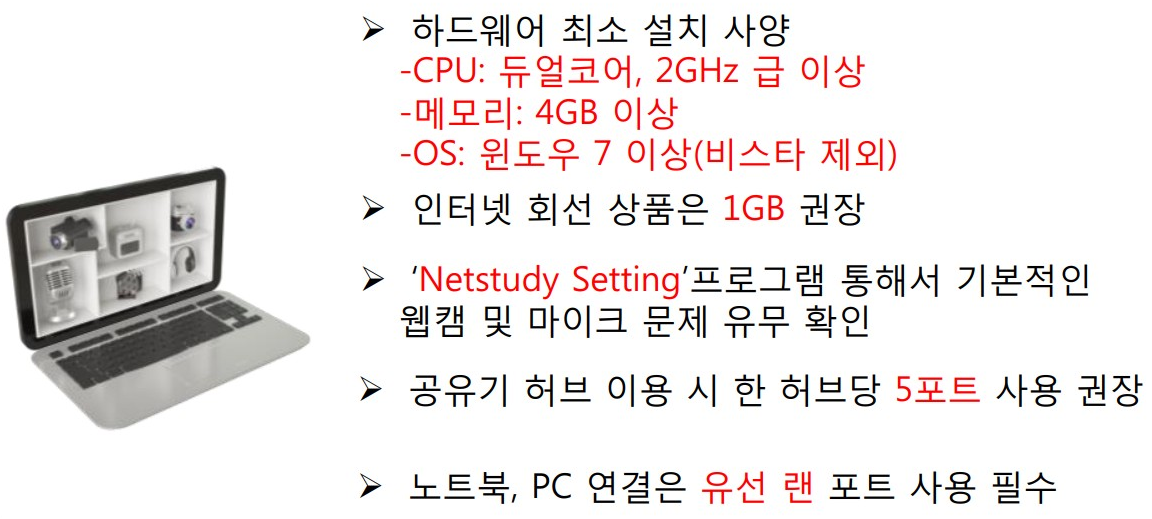 ➢ 하드웨어 최소 설치 사양
-CPU: 듀얼코어, 2GHz 급 이상
-메모리: 4GB 이상
-OS: 윈도우 7 이상(비스타 제외)
➢ 인터넷 회선 상품은 1GB 권장
➢ ‘Netstudy Setting’프로그램 통해서 기본적인
웹캠 및 마이크 문제 유무 확인
➢ 공유기 허브 이용 시 한 허브당 5포트 사용 권장
➢ 노트북, PC 연결은 유선 랜 포트 사용 필수